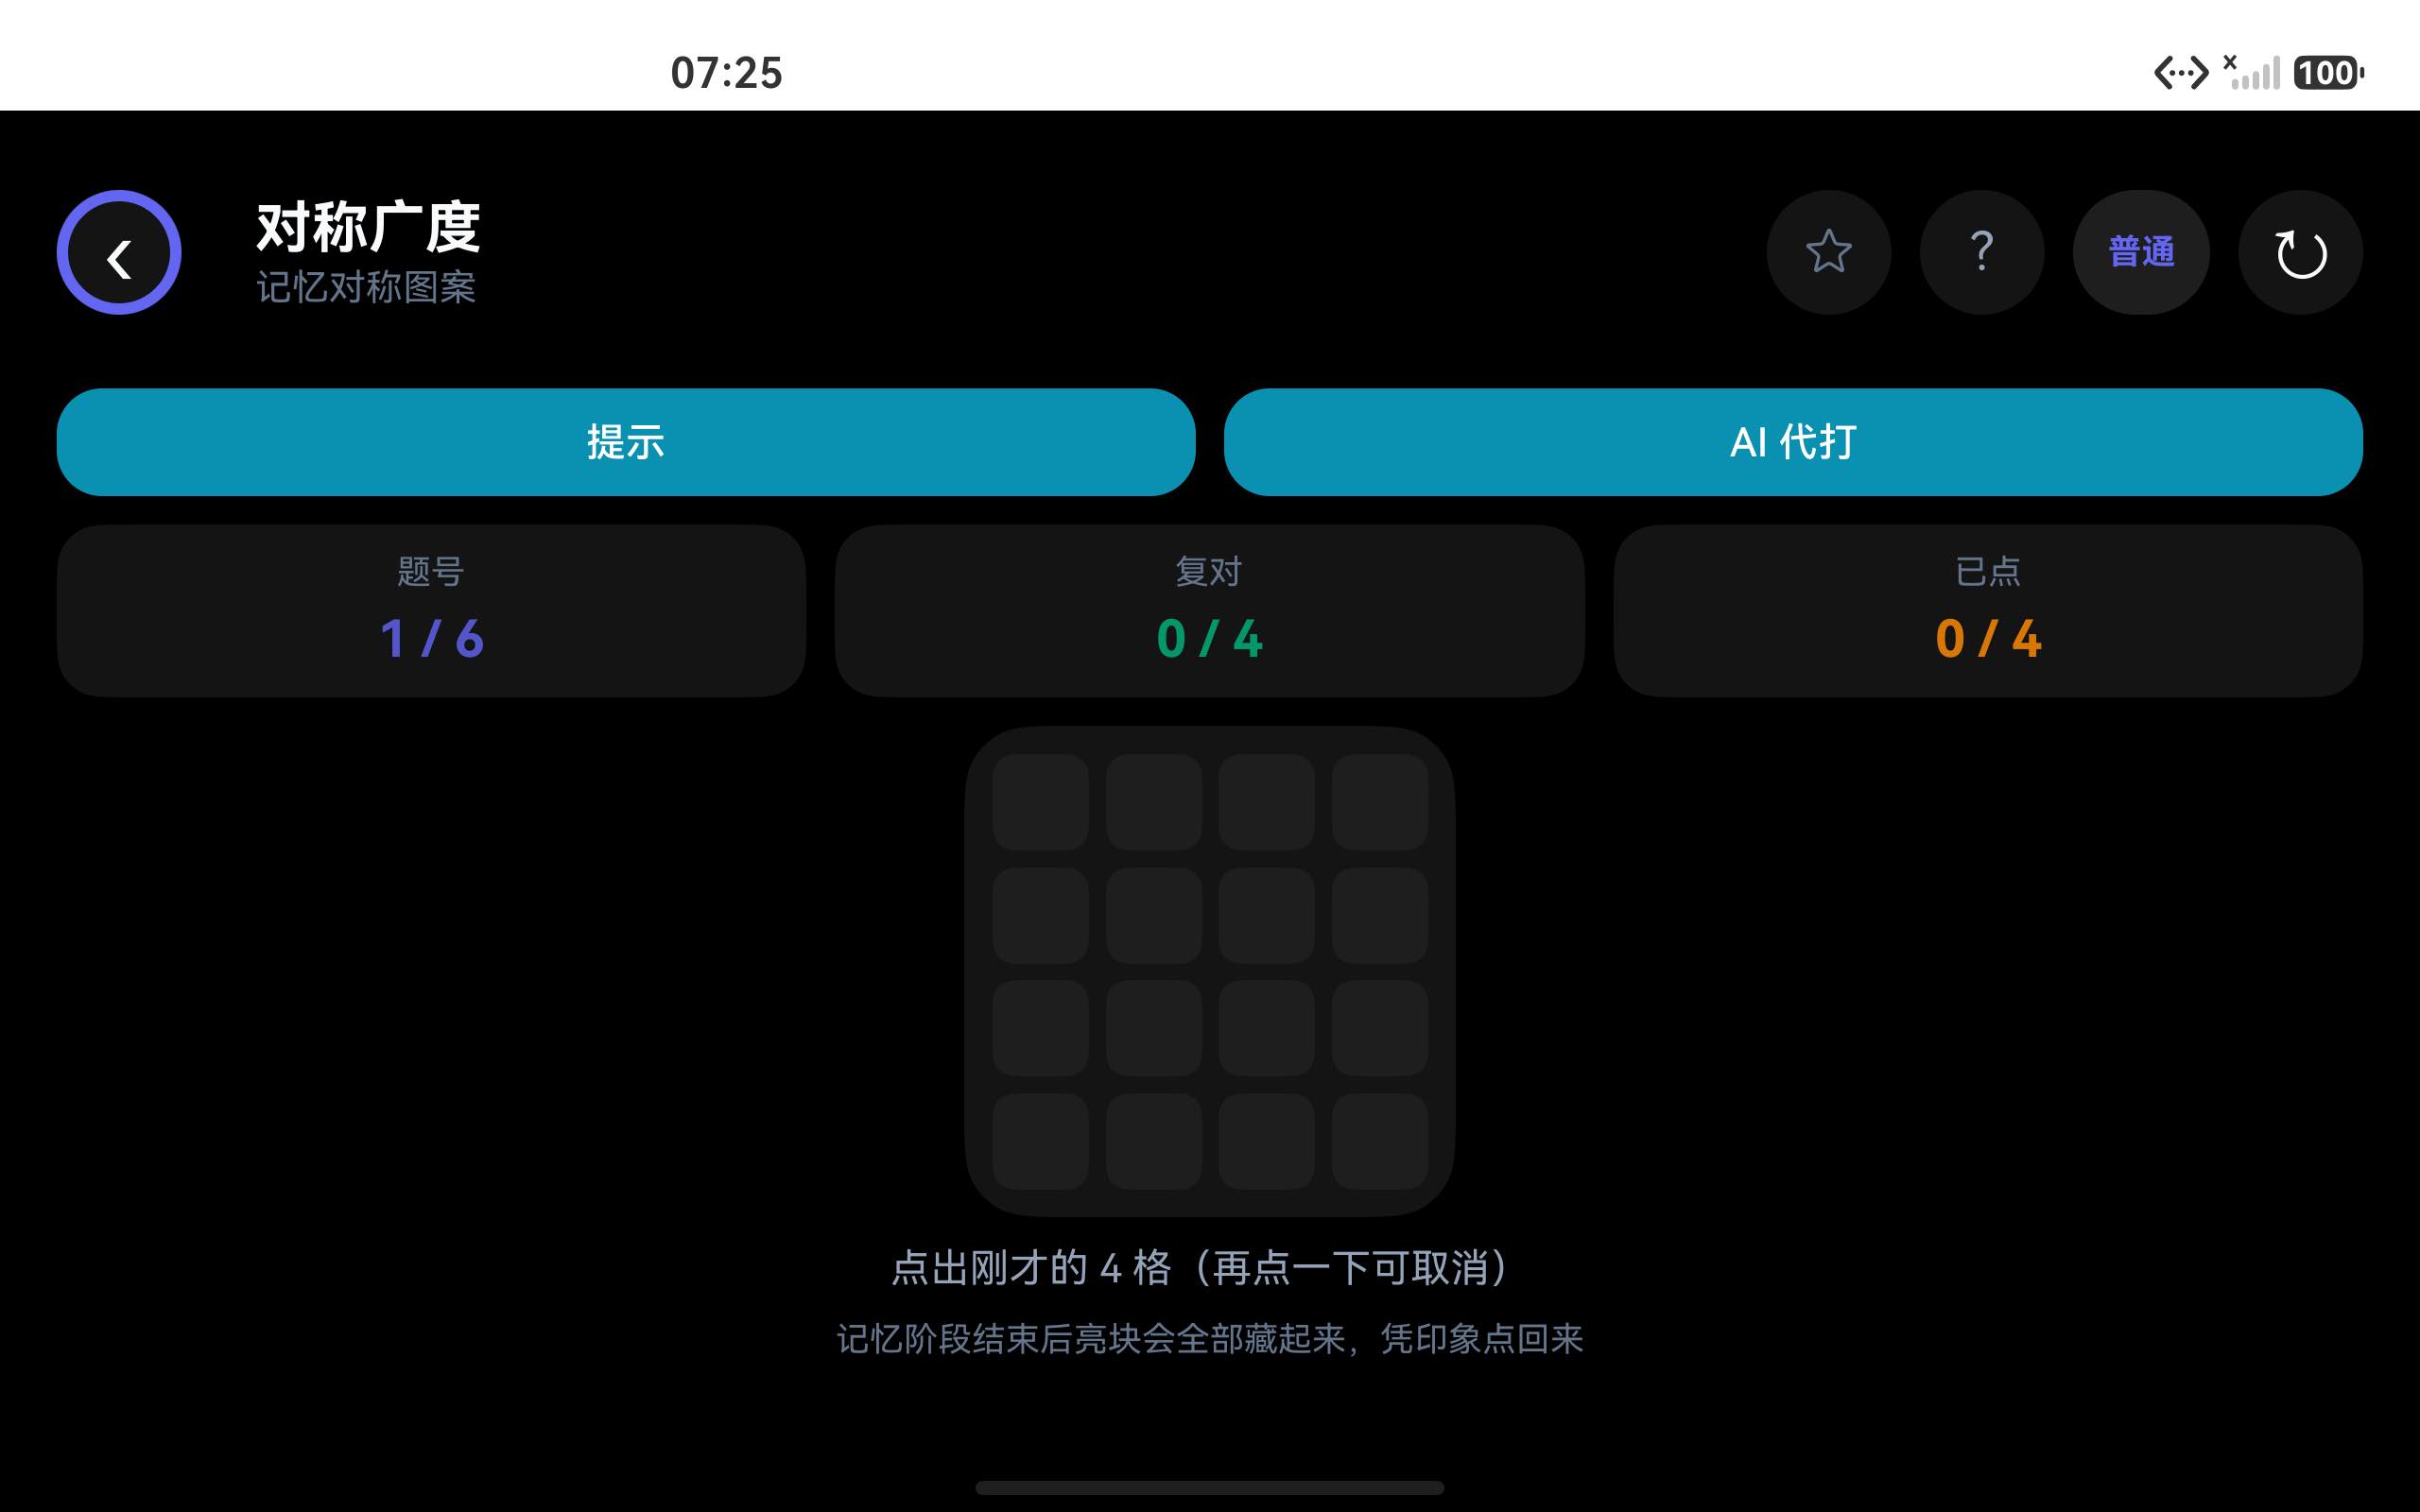 07:25
100
对称广度
记忆对称图案
?
普通
提示
AI 代打
题号
1 / 6
复对
0 / 4
已点
0 / 4
点出刚才的 4 格（再点一下可取消）
记忆阶段结束后高块会全部藏起来，凭印象点回来